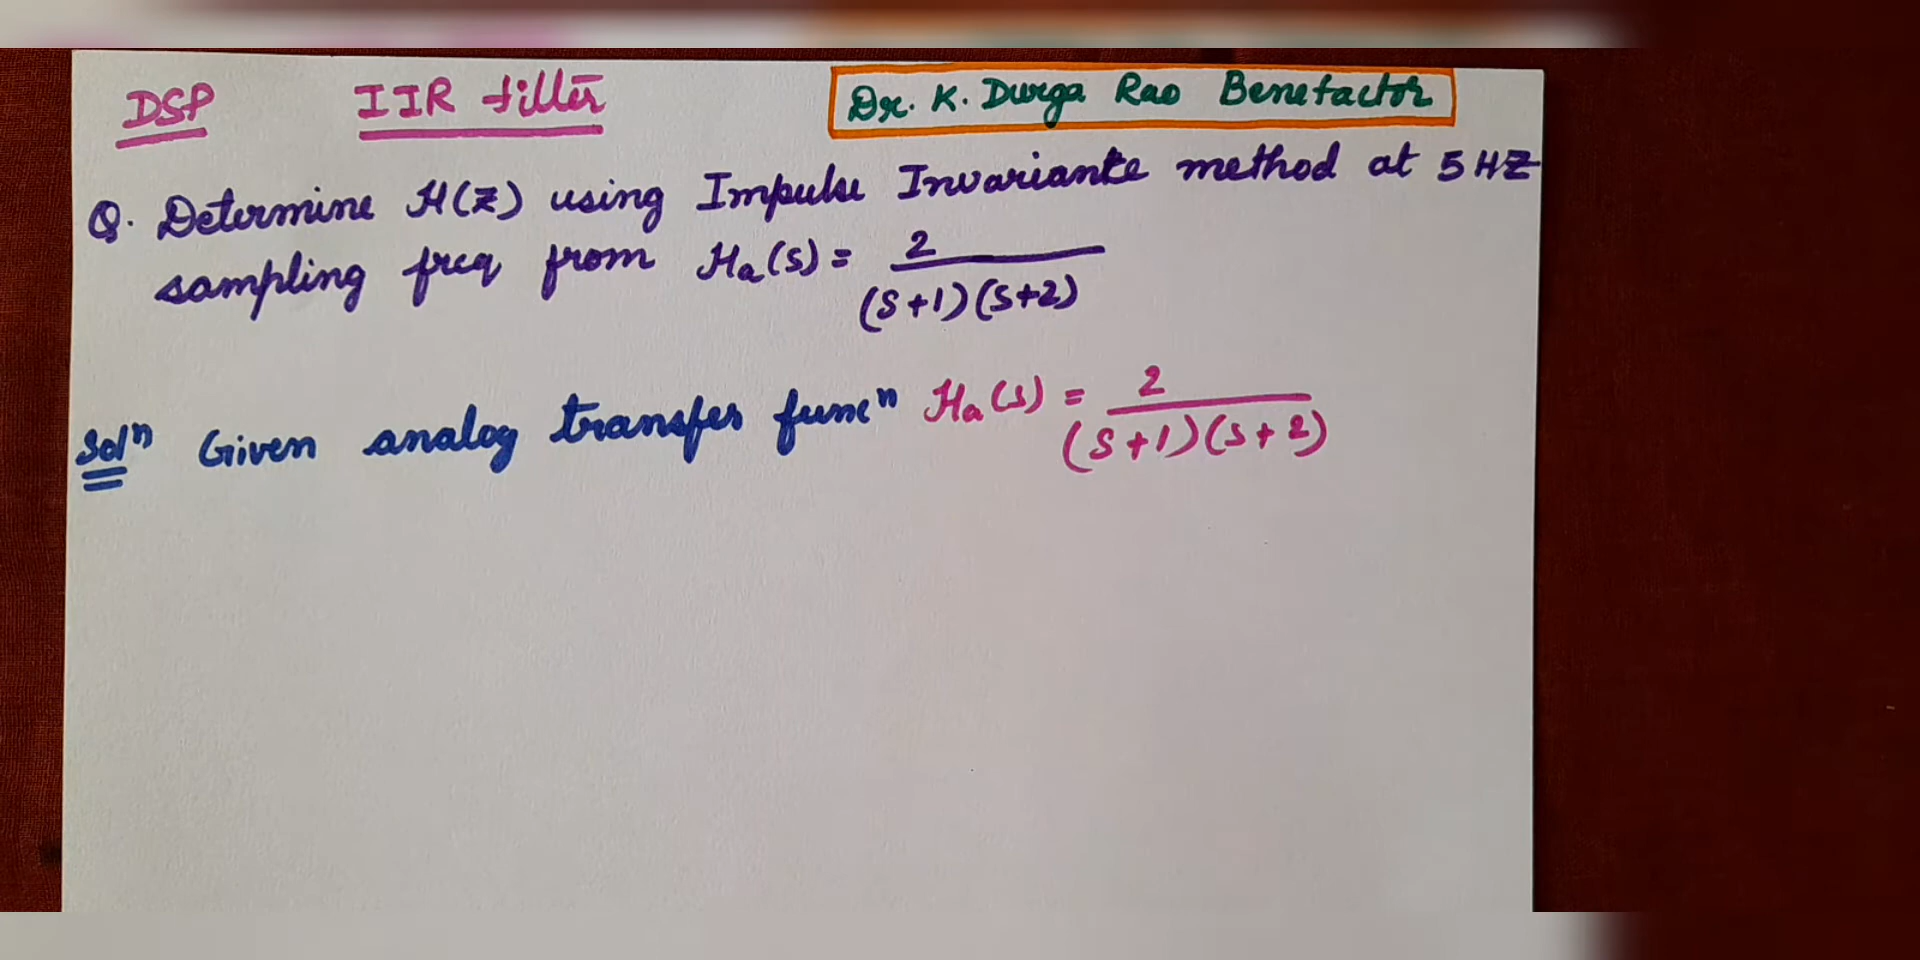 DSP IIR filter Dr. K. Durga Rao Benefactor
Q. Determine H(Z) using Impulse Invariante method at 5 HZ
sampling freq from Ha(s) = 2 / (S+1)(S+2)
Solⁿ Given analog transfer funcⁿ Ha(s) = 2 / (S+1)(S+2)